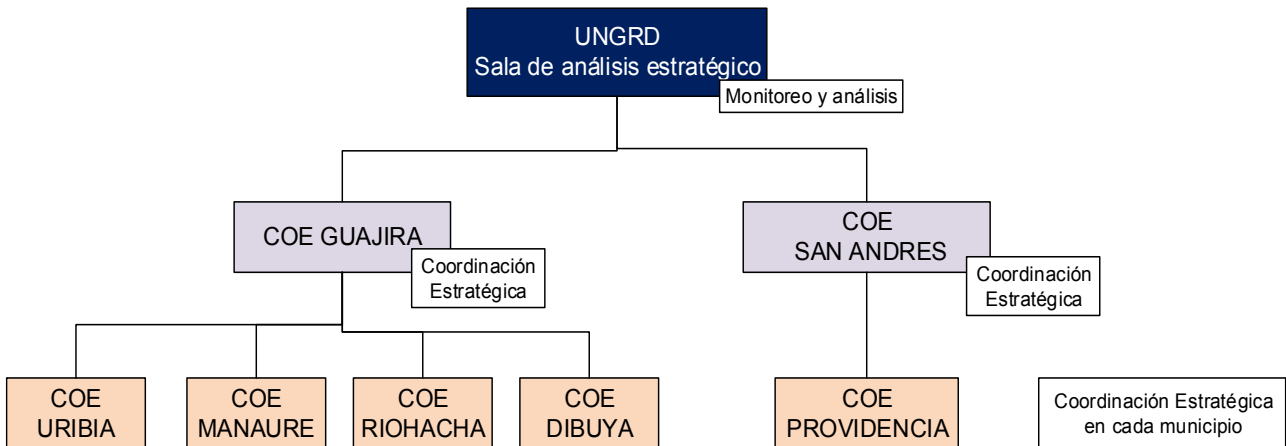 UNGRD
Sala de análisis estratégico
Monitoreo y análisis
COE GUAJIRA
Coordinación
Estratégica
COE
SAN ANDRES
Coordinación
Estratégica
COE
URIBIA
COE
MANAURE
COE
RIOHACHA
COE
DIBUYA
COE
PROVIDENCIA
Coordinación Estratégica
en cada municipio